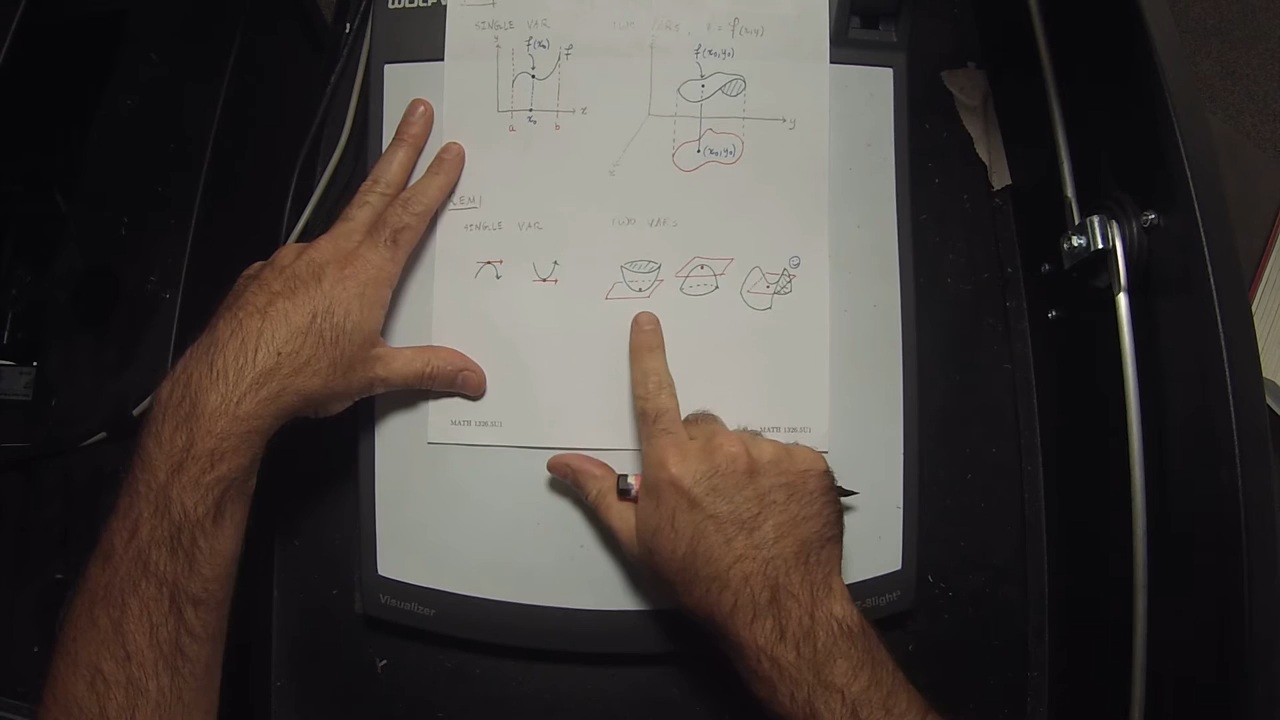 SINGLE VAR
TWO VARS, z = f(x,y)
y
f(x₀)
f
x
x₀
a
b
f(x₀,y₀)
y
(x₀,y₀)
x
SINGLE VAR
TWO VARS
MATH 1326.SU1
MATH 1326.SU1
Visualizer